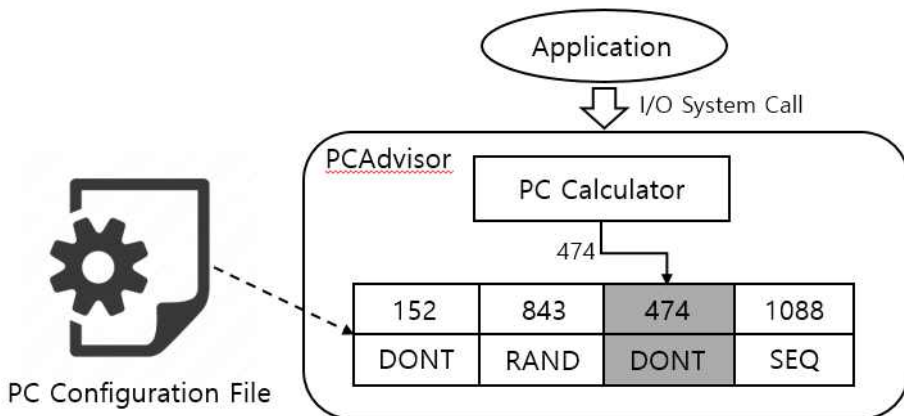 Application
I/O System Call
PCAdvisor
PC Calculator
474
152 843 474 1088
DONT RAND DONT SEQ
PC Configuration File